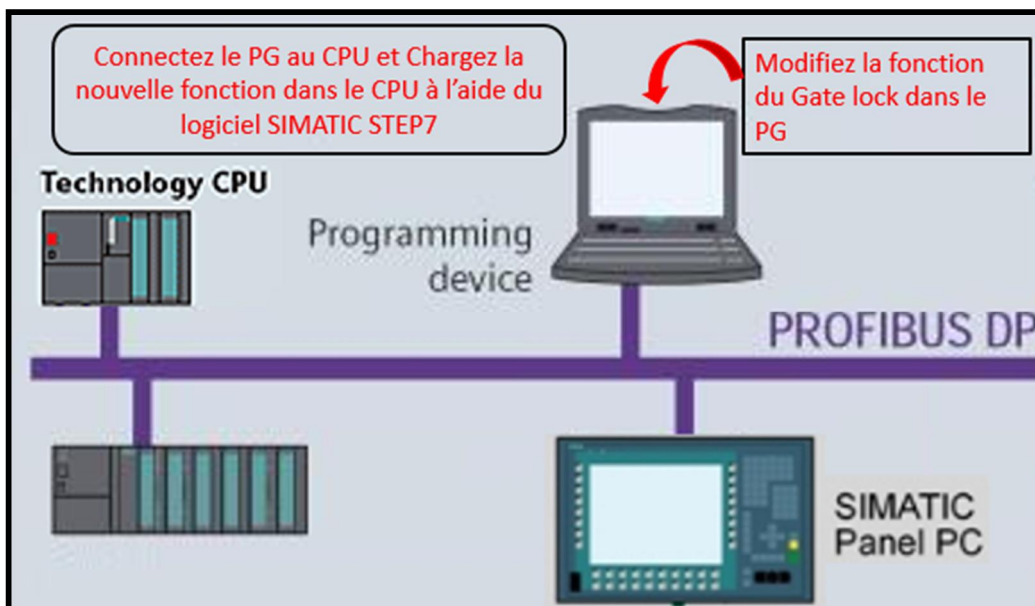 Connectez le PG au CPU et Chargez la
nouvelle fonction dans le CPU à l’aide du
logiciel SIMATIC STEP7
Modifiez la fonction
du Gate lock dans le
PG
Technology CPU
Programming
device
PROFIBUS DP
SIMATIC
Panel PC